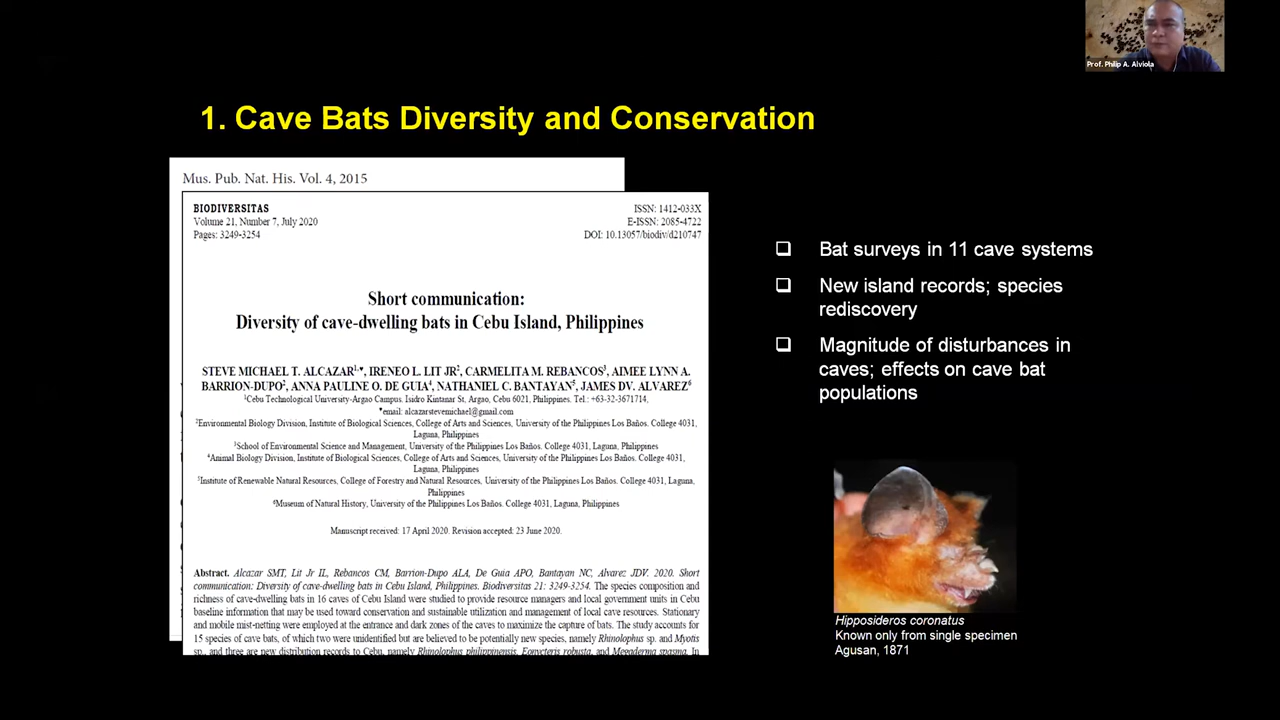 Prof. Philip A. Alviola
1. Cave Bats Diversity and Conservation
Mus. Pub. Nat. His. Vol. 4, 2015
BIODIVERSITAS
Volume 21, Number 7, July 2020
Pages: 3249-3254
ISSN: 1412-033X
E-ISSN: 2085-4722
DOI: 10.13057/biodiv/d210747
Short communication:
Diversity of cave-dwelling bats in Cebu Island, Philippines
STEVE MICHAEL T. ALCAZAR1,♥, IRENEO L. LIT JR2, CARMELITA M. REBANCOS3, AIMEE LYNN A.
BARRION-DUPO2, ANNA PAULINE O. DE GUIA4, NATHANIEL C. BANTAYAN5, JAMES DV. ALVAREZ6
1Cebu Technological University-Argao Campus. Isidro Kintanar St, Argao, Cebu 6021, Philippines. Tel.: +63-32-3671714,
♥email: alcazarstevemichael@gmail.com
2Environmental Biology Division, Institute of Biological Sciences, College of Arts and Sciences, University of the Philippines Los Baños. College 4031,
Laguna, Philippines
3School of Environmental Science and Management, University of the Philippines Los Baños. College 4031, Laguna, Philippines
4Animal Biology Division, Institute of Biological Sciences, College of Arts and Sciences, University of the Philippines Los Baños. College 4031,
Laguna, Philippines
5Institute of Renewable Natural Resources, College of Forestry and Natural Resources, University of the Philippines Los Baños. College 4031, Laguna,
Philippines
6Museum of Natural History, University of the Philippines Los Baños. College 4031, Laguna, Philippines
Manuscript received: 17 April 2020. Revision accepted: 23 June 2020.
Abstract. Alcazar SMT, Lit Jr IL, Rebancos CM, Barrion-Dupo ALA, De Guia APO, Bantayan NC, Alvarez JDV. 2020. Short
communication: Diversity of cave-dwelling bats in Cebu Island, Philippines. Biodiversitas 21: 3249-3254. The species composition and
richness of cave-dwelling bats in 16 caves of Cebu Island were studied to provide resource managers and local government units in Cebu
baseline information that may be used toward conservation and sustainable utilization and management of local cave resources. Stationary
and mobile mist-netting were employed at the entrance and dark zones of the caves to maximize the capture of bats. The study accounts for
15 species of cave bats, of which two were unidentified but are believed to be potentially new species, namely Rhinolophus sp. and Myotis
sp., and three are new distribution records to Cebu, namely Rhinolophus philippinensis, Eonycteris robusta, and Megaderma spasma. In
Bat surveys in 11 cave systems
New island records; species
rediscovery
Magnitude of disturbances in
caves; effects on cave bat
populations
Hipposideros coronatus
Known only from single specimen
Agusan, 1871